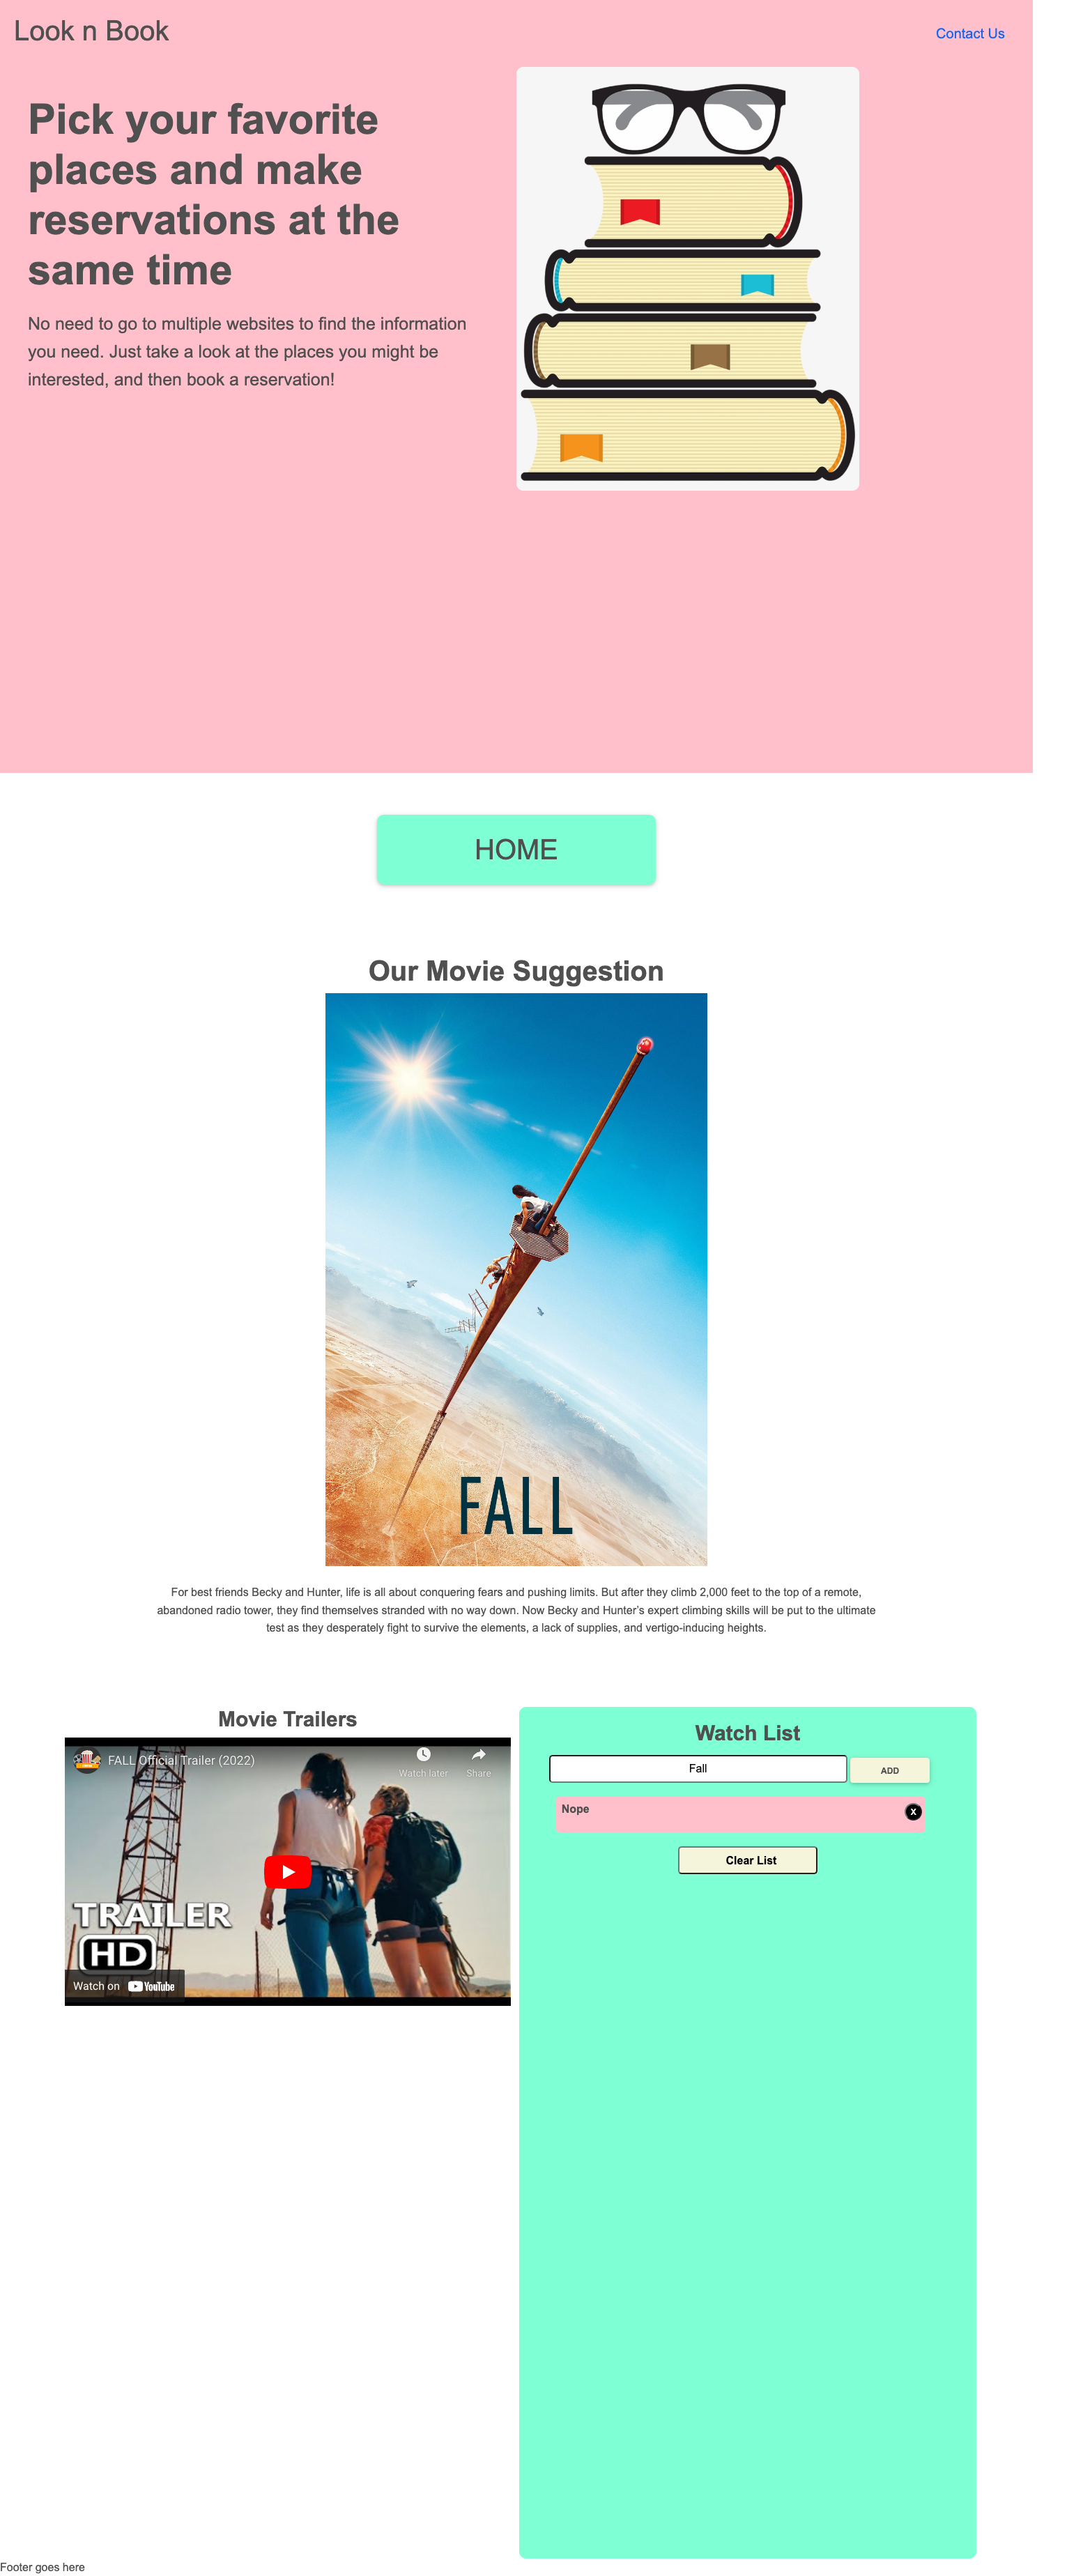 Look n Book
Contact Us
Pick your favorite
places and make
reservations at the
same time
No need to go to multiple websites to find the information
you need. Just take a look at the places you might be
interested, and then book a reservation!
HOME
Our Movie Suggestion
FALL
For best friends Becky and Hunter, life is all about conquering fears and pushing limits. But after they climb 2,000 feet to the top of a remote,
abandoned radio tower, they find themselves stranded with no way down. Now Becky and Hunter’s expert climbing skills will be put to the ultimate
test as they desperately fight to survive the elements, a lack of supplies, and vertigo-inducing heights.
Movie Trailers
FALL Official Trailer (2022)
Watch later
Share
TRAILER
HD
Watch on YouTube
Watch List
Fall
ADD
Nope
X
Clear List
Footer goes here